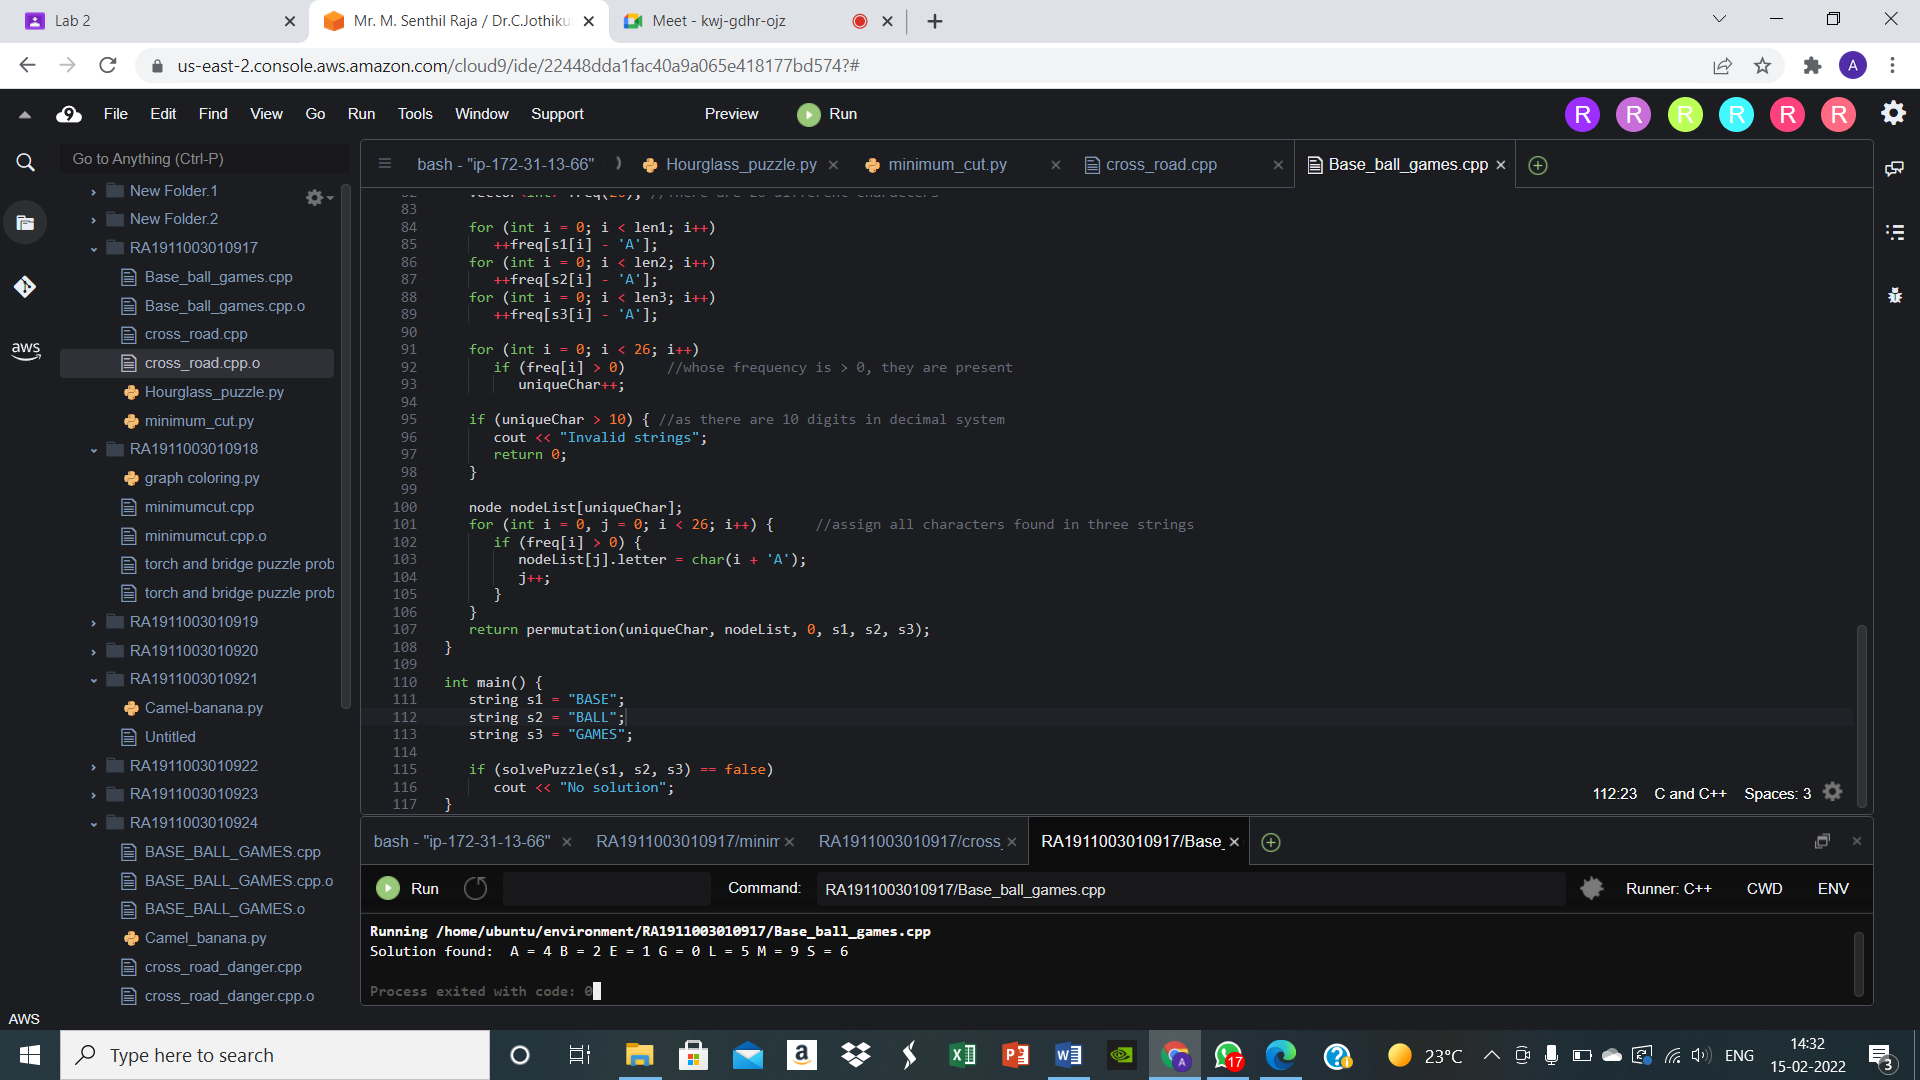 Lab 2
Mr. M. Senthil Raja / Dr.C.Jothiku
Meet - kwj-gdhr-ojz
us-east-2.console.aws.amazon.com/cloud9/ide/22448dda1fac40a9a065e418177bd574?#
A
9 File Edit Find View Go Run Tools Window Support Preview Run
R R R R R R
Go to Anything (Ctrl-P)
bash - "ip-172-31-13-66" Hourglass_puzzle.py minimum_cut.py cross_road.cpp Base_ball_games.cpp
New Folder.1
New Folder.2
RA1911003010917
Base_ball_games.cpp
Base_ball_games.cpp.o
cross_road.cpp
cross_road.cpp.o
Hourglass_puzzle.py
minimum_cut.py
RA1911003010918
graph coloring.py
minimumcut.cpp
minimumcut.cpp.o
torch and bridge puzzle prob
torch and bridge puzzle prob
RA1911003010919
RA1911003010920
RA1911003010921
Camel-banana.py
Untitled
RA1911003010922
RA1911003010923
RA1911003010924
BASE_BALL_GAMES.cpp
BASE_BALL_GAMES.cpp.o
BASE_BALL_GAMES.o
Camel_banana.py
cross_road_danger.cpp
cross_road_danger.cpp.o
aws
AWS
83
84 for (int i = 0; i < len1; i++)
85 ++freq[s1[i] - 'A'];
86 for (int i = 0; i < len2; i++)
87 ++freq[s2[i] - 'A'];
88 for (int i = 0; i < len3; i++)
89 ++freq[s3[i] - 'A'];
90
91 for (int i = 0; i < 26; i++)
92 if (freq[i] > 0) //whose frequency is > 0, they are present
93 uniqueChar++;
94
95 if (uniqueChar > 10) { //as there are 10 digits in decimal system
96 cout << "Invalid strings";
97 return 0;
98 }
99
100 node nodeList[uniqueChar];
101 for (int i = 0, j = 0; i < 26; i++) { //assign all characters found in three strings
102 if (freq[i] > 0) {
103 nodeList[j].letter = char(i + 'A');
104 j++;
105 }
106 }
107 return permutation(uniqueChar, nodeList, 0, s1, s2, s3);
108 }
109
110 int main() {
111 string s1 = "BASE";
112 string s2 = "BALL";
113 string s3 = "GAMES";
114
115 if (solvePuzzle(s1, s2, s3) == false)
116 cout << "No solution";
117 }
112:23 C and C++ Spaces: 3
bash - "ip-172-31-13-66" RA1911003010917/minin RA1911003010917/cross_ RA1911003010917/Base_
Run Command: RA1911003010917/Base_ball_games.cpp Runner: C++ CWD ENV
Running /home/ubuntu/environment/RA1911003010917/Base_ball_games.cpp
Solution found: A = 4 B = 2 E = 1 G = 0 L = 5 M = 9 S = 6
Process exited with code: 0
Type here to search
17
23°C
ENG
14:32
15-02-2022
3